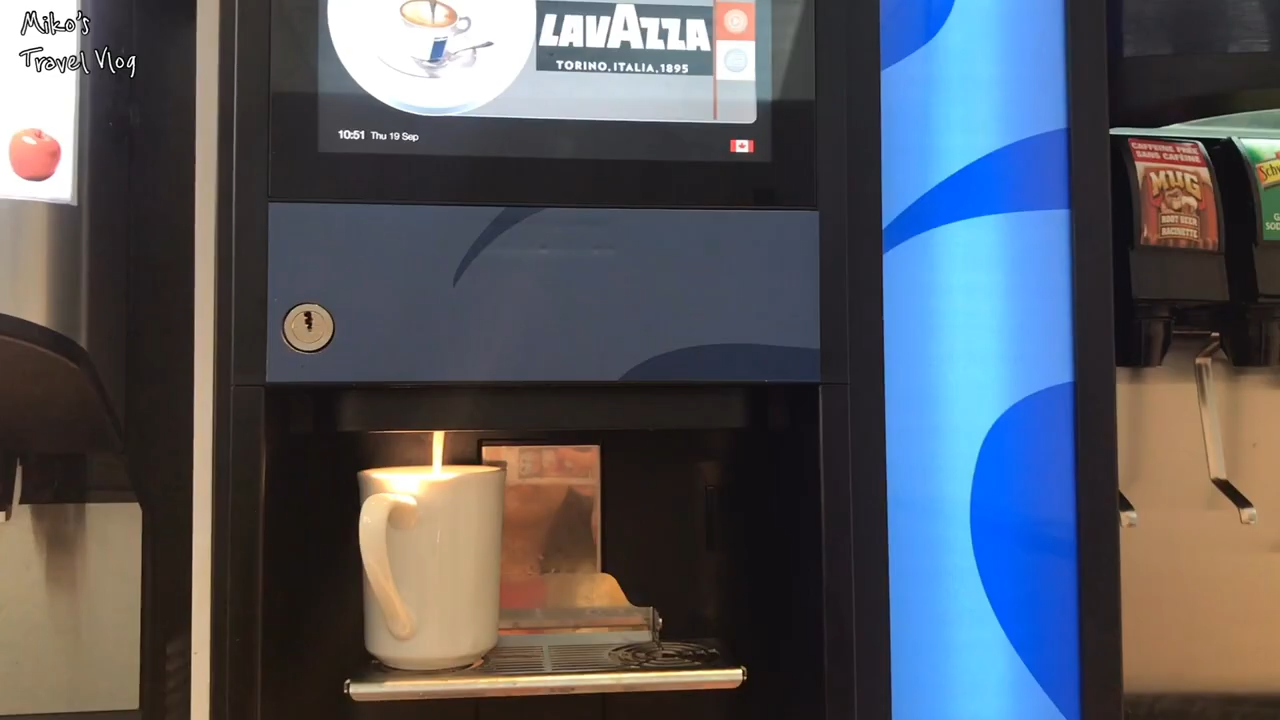 Miko's
Travel Vlog
LAVAZZA
TORINO, ITALIA, 1895
10:51 Thu 19 Sep
CAFFEINE FREE
SANS CAFÉINE
MUG
ROOT BEER
RACINETTE